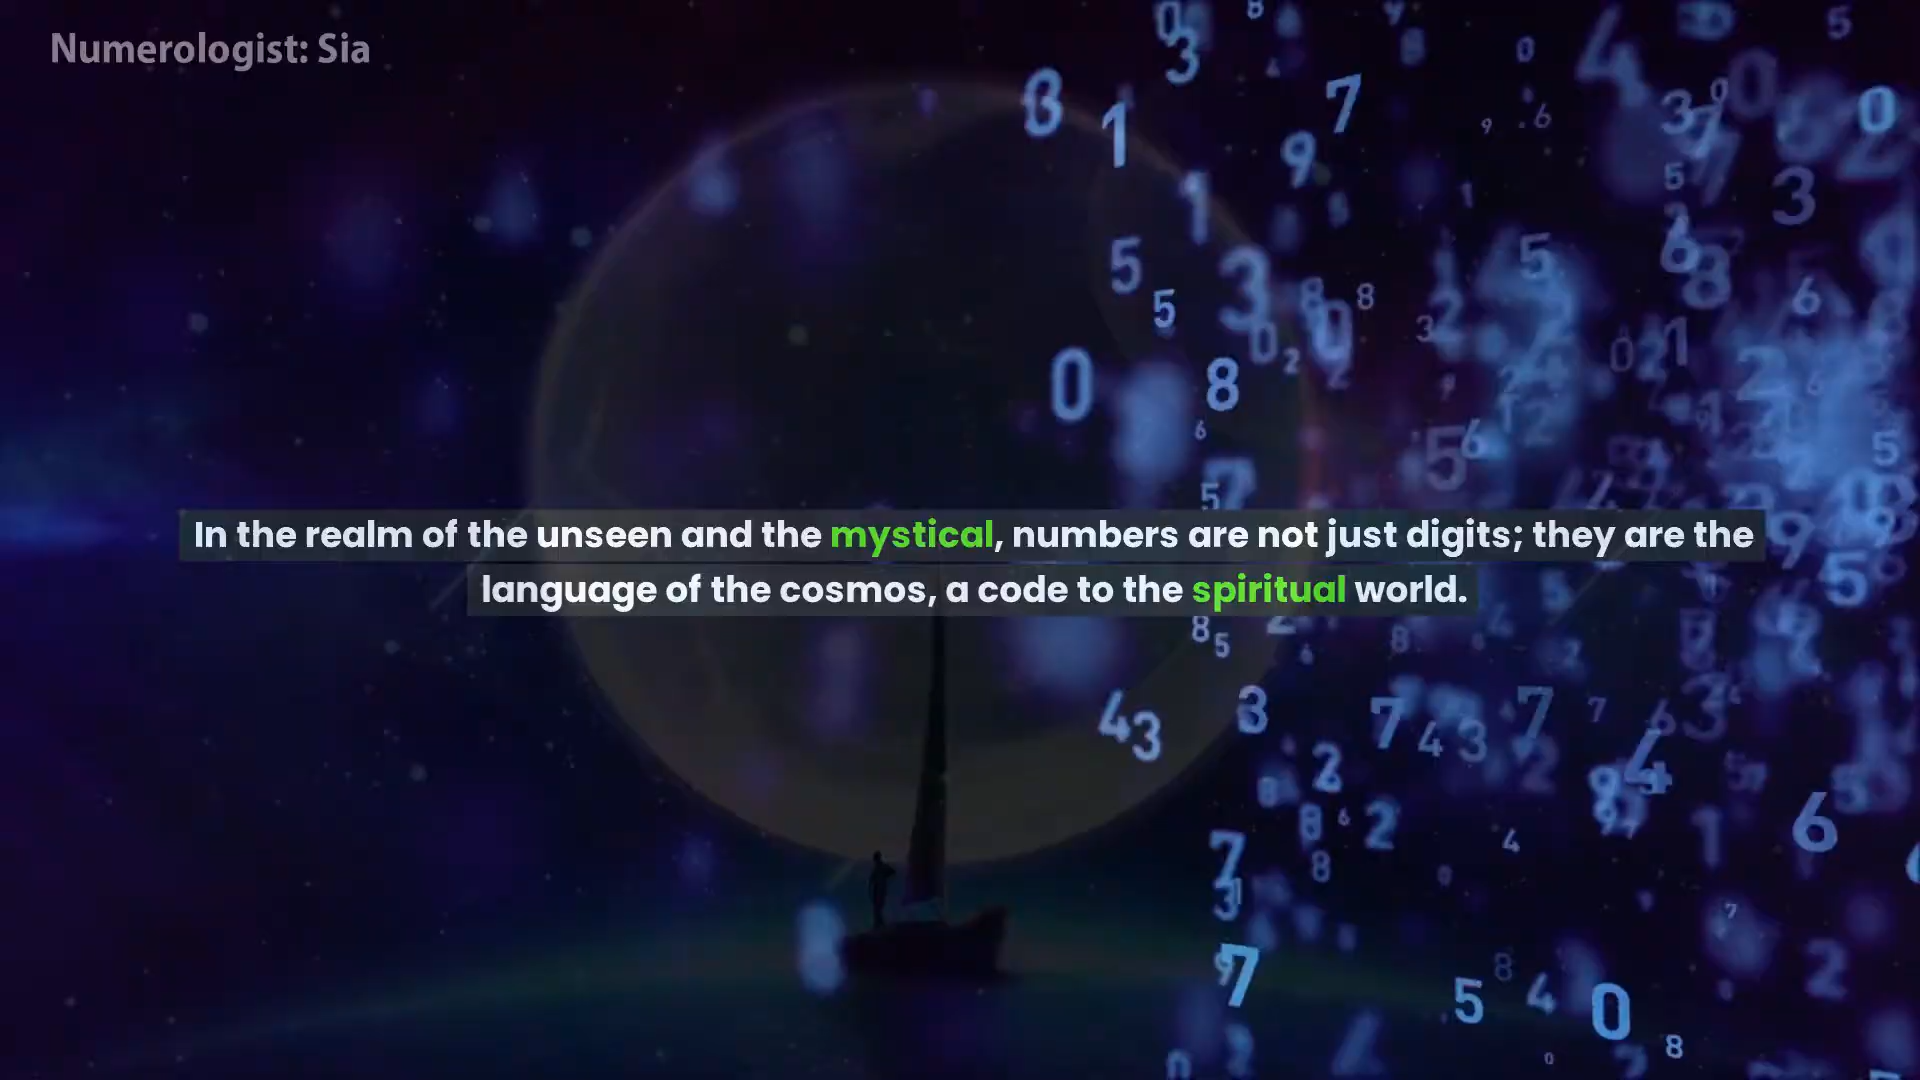 Numerologist: Sia
In the realm of the unseen and the mystical, numbers are not just digits; they are the
language of the cosmos, a code to the spiritual world.